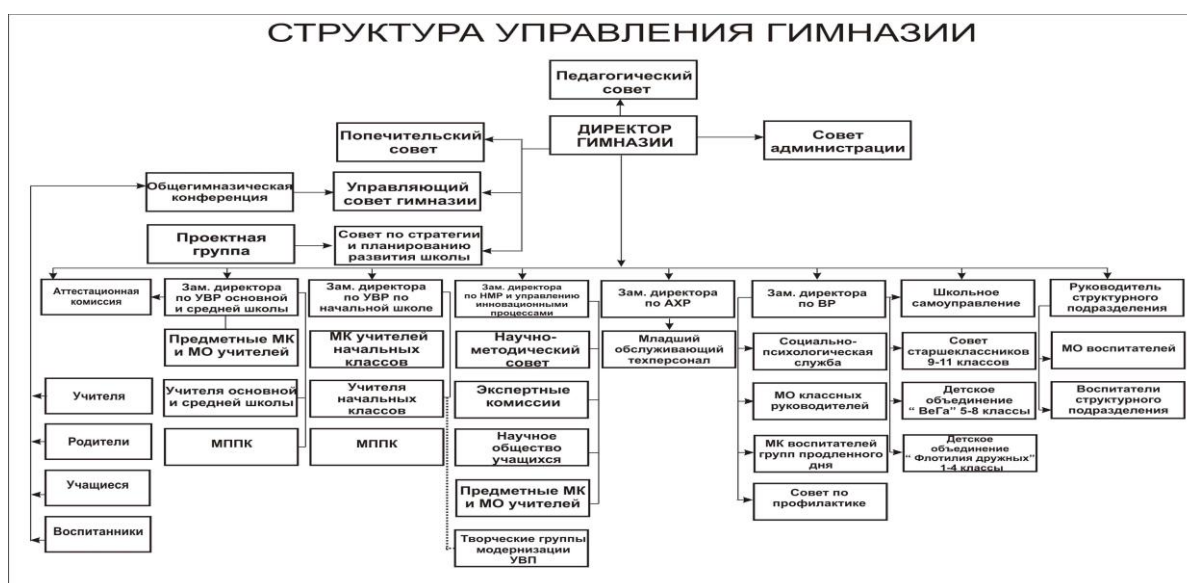 СТРУКТУРА УПРАВЛЕНИЯ ГИМНАЗИИ
Педагогический
совет
ДИРЕКТОР
ГИМНАЗИИ
Совет
администрации
Попечительский
совет
Общегимназическая
конференция
Управляющий
совет гимназии
Проектная
группа
Совет по стратегии
и планированию
развития школы
Аттестационная
комиссия
Зам. директора
по УВР основной
и средней школы
Зам. директора
по УВР по
начальной школе
Зам. директора
по НМР и управлению
инновационными
процессами
Зам. директора
по АХР
Зам. директора
по ВР
Школьное
самоуправление
Руководитель
структурного
подразделения
Предметные МК
и МО учителей
МК учителей
начальных
классов
Научно-
методический
совет
Младший
обслуживающий
техперсонал
Социально-
психологическая
служба
Совет
старшеклассников
9-11 классов
МО воспитателей
Учителя
Учителя основной
и средней школы
Учителя
начальных
классов
Экспертные
комиссии
МО классных
руководителей
Детское
объединение
“ ВеГа” 5-8 классы
Воспитатели
структурного
подразделения
Родители
МППК
МППК
Научное
общество
учащихся
МК воспитателей
групп продленного
дня
Детское
объединение
“ Флотилия дружных”
1-4 классы
Учащиеся
Предметные МК
и МО учителей
Совет по
профилактике
Воспитанники
Творческие группы
модернизации
УВП